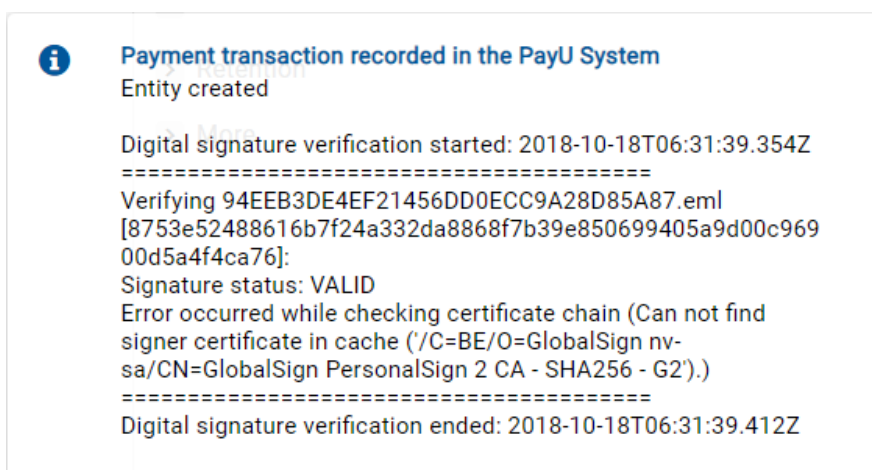 Payment transaction recorded in the PayU System
Retention
Entity created
More
Digital signature verification started: 2018-10-18T06:31:39.354Z
========================================
Verifying 94EEB3DE4EF21456DD0ECC9A28D85A87.eml
[8753e52488616b7f24a332da8868f7b39e850699405a9d00c969
00d5a4f4ca76]:
Signature status: VALID
Error occurred while checking certificate chain (Can not find
signer certificate in cache ('/C=BE/O=GlobalSign nv-
sa/CN=GlobalSign PersonalSign 2 CA - SHA256 - G2').)
========================================
Digital signature verification ended: 2018-10-18T06:31:39.412Z